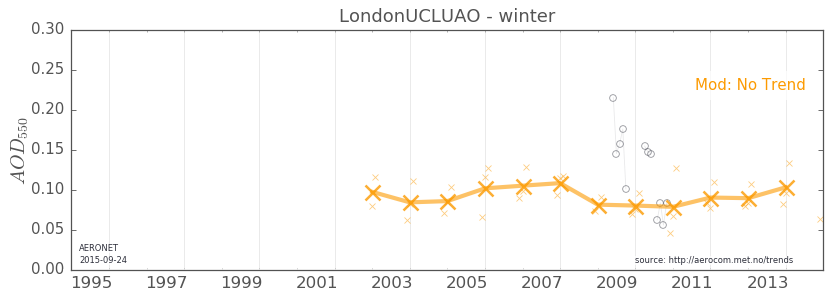 LondonUCLUAO - winter
0.30
0.25
0.20
0.15
0.10
0.05
0.00
AOD550
Mod: No Trend
AERONET
2015-09-24
source: http://aerocom.met.no/trends
1995 1997 1999 2001 2003 2005 2007 2009 2011 2013